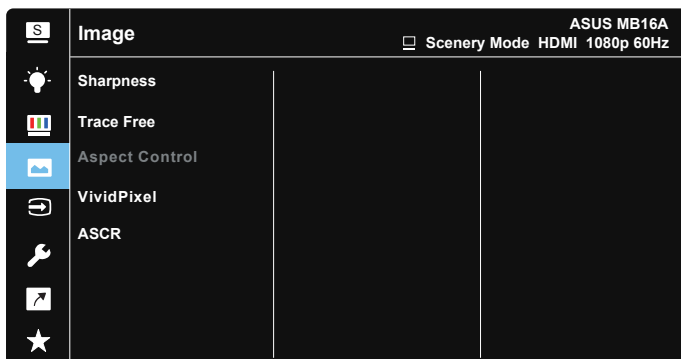 S
Image
ASUS MB16A
Scenery Mode HDMI 1080p 60Hz
Sharpness
Trace Free
Aspect Control
VividPixel
ASCR